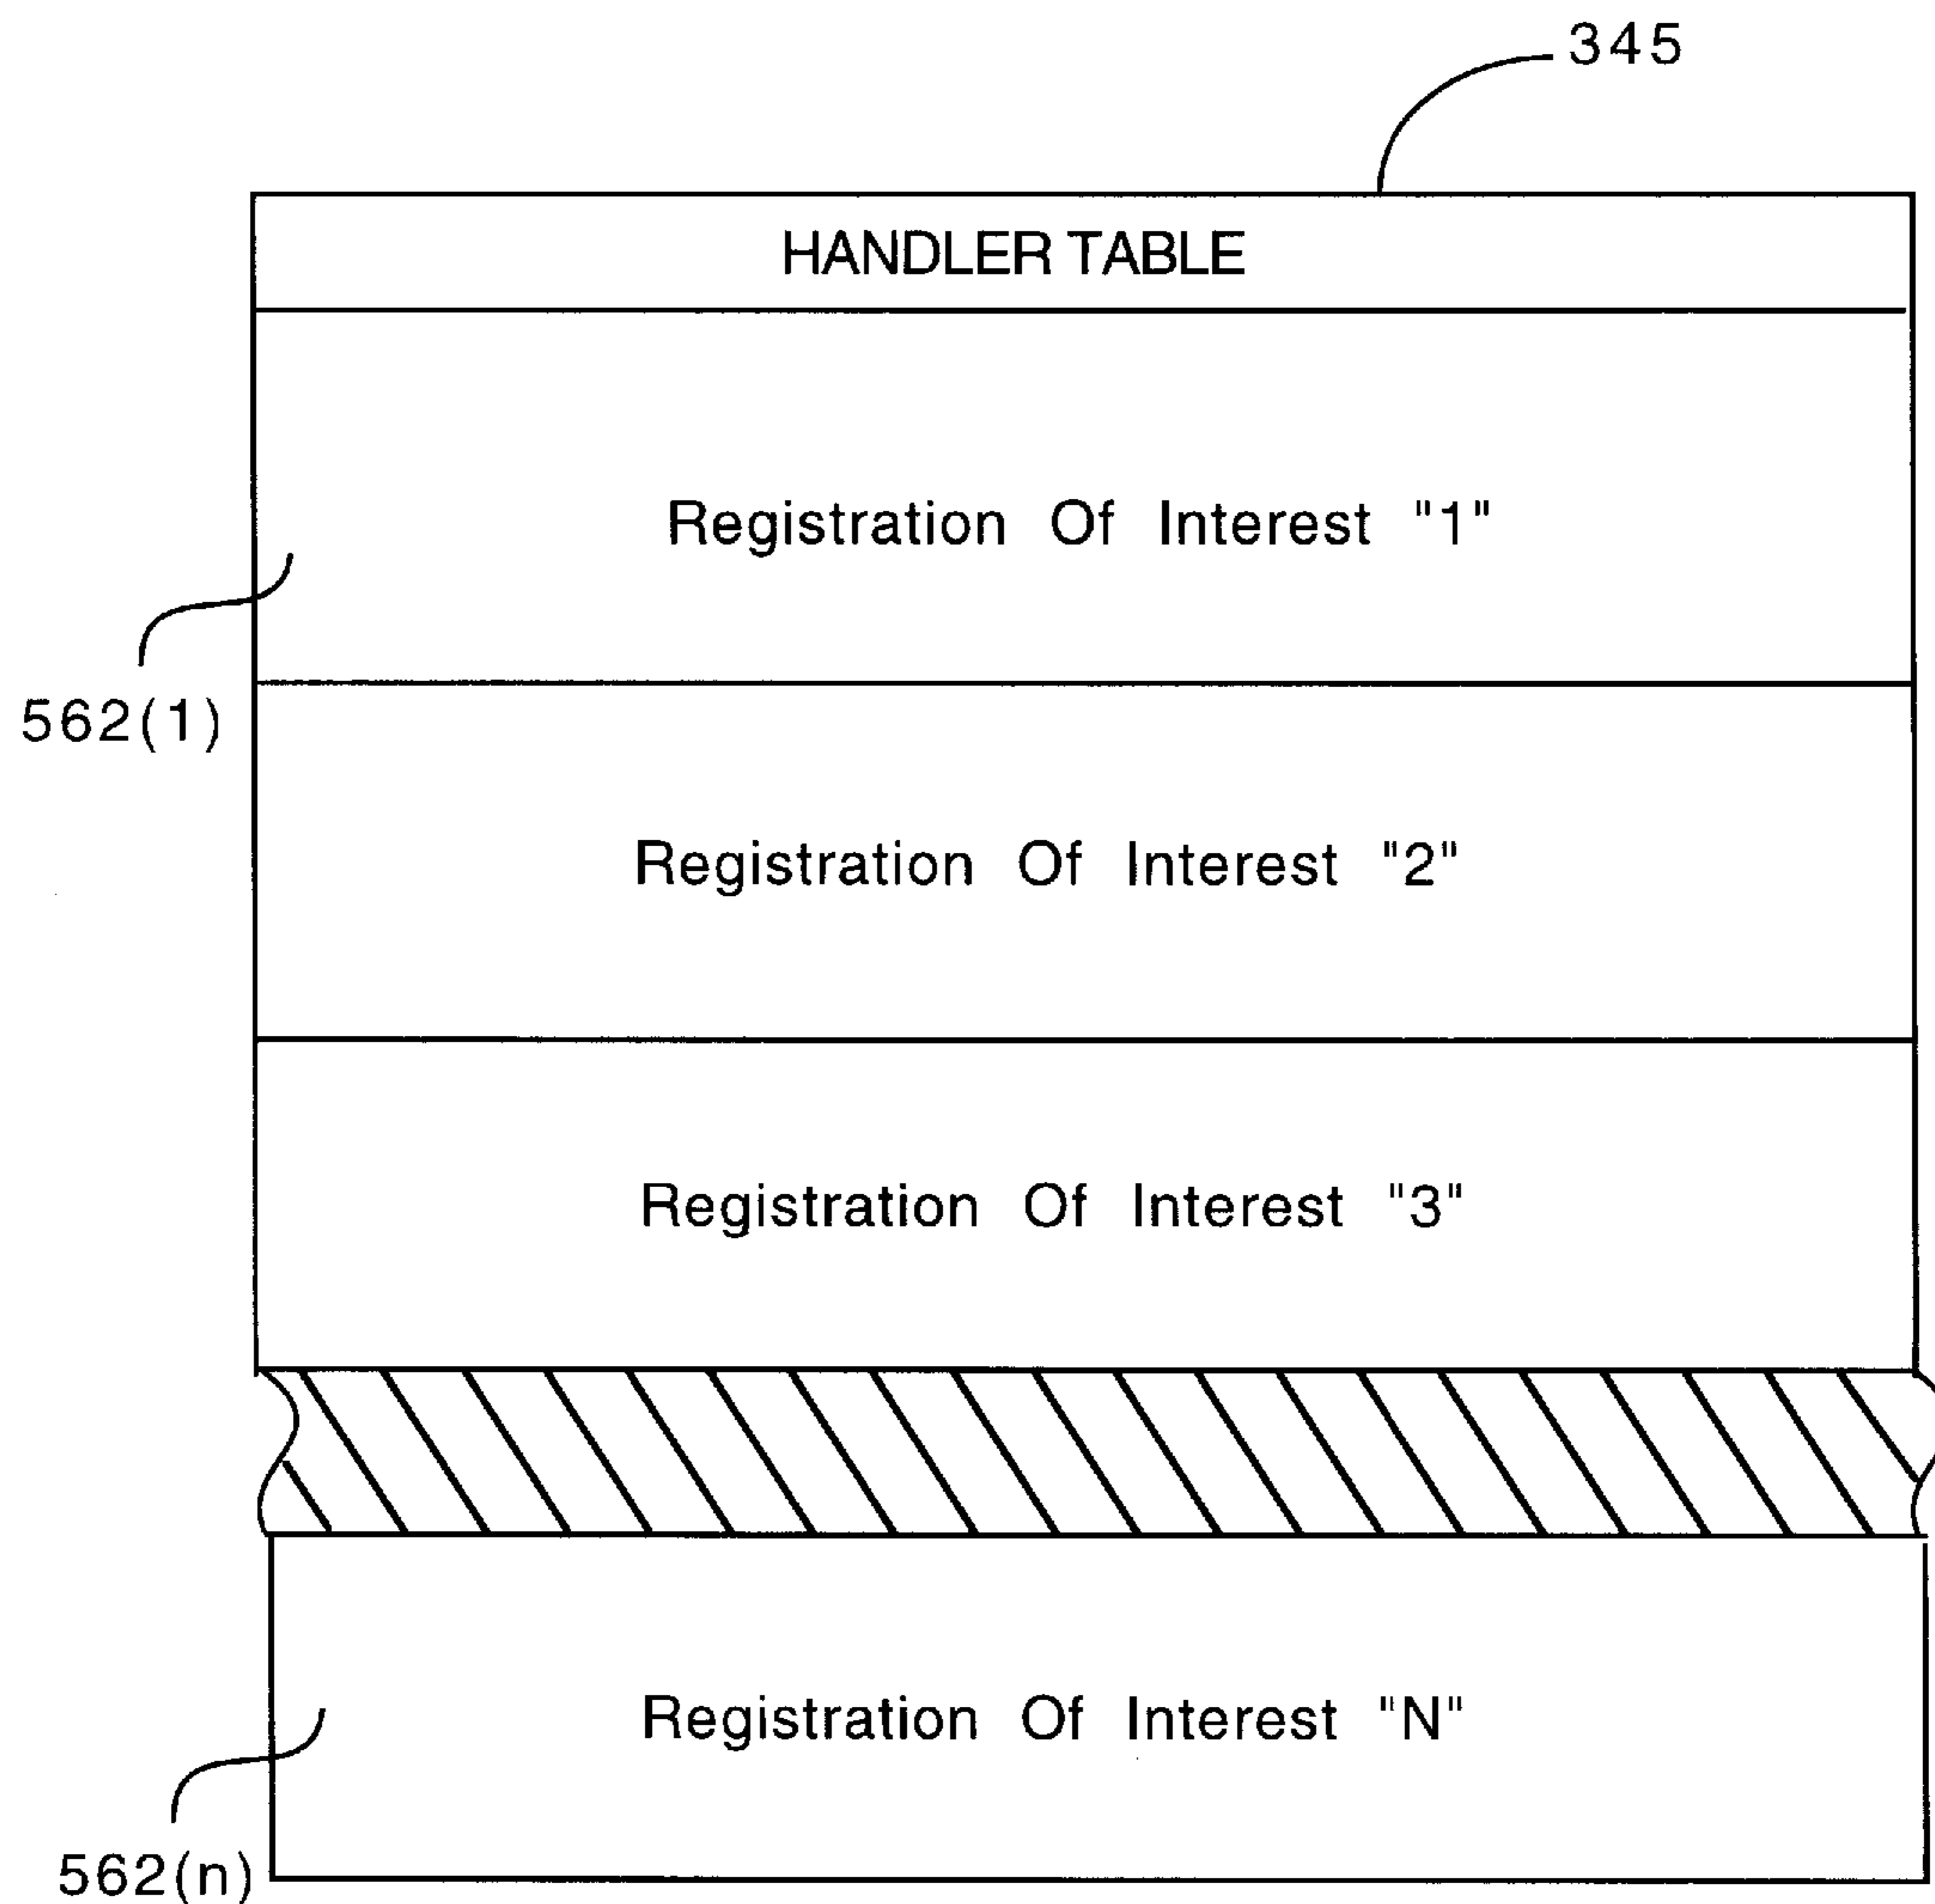 345
HANDLER TABLE
Registration Of Interest "1"
562(1)
Registration Of Interest "2"
Registration Of Interest "3"
Registration Of Interest "N"
562(n)